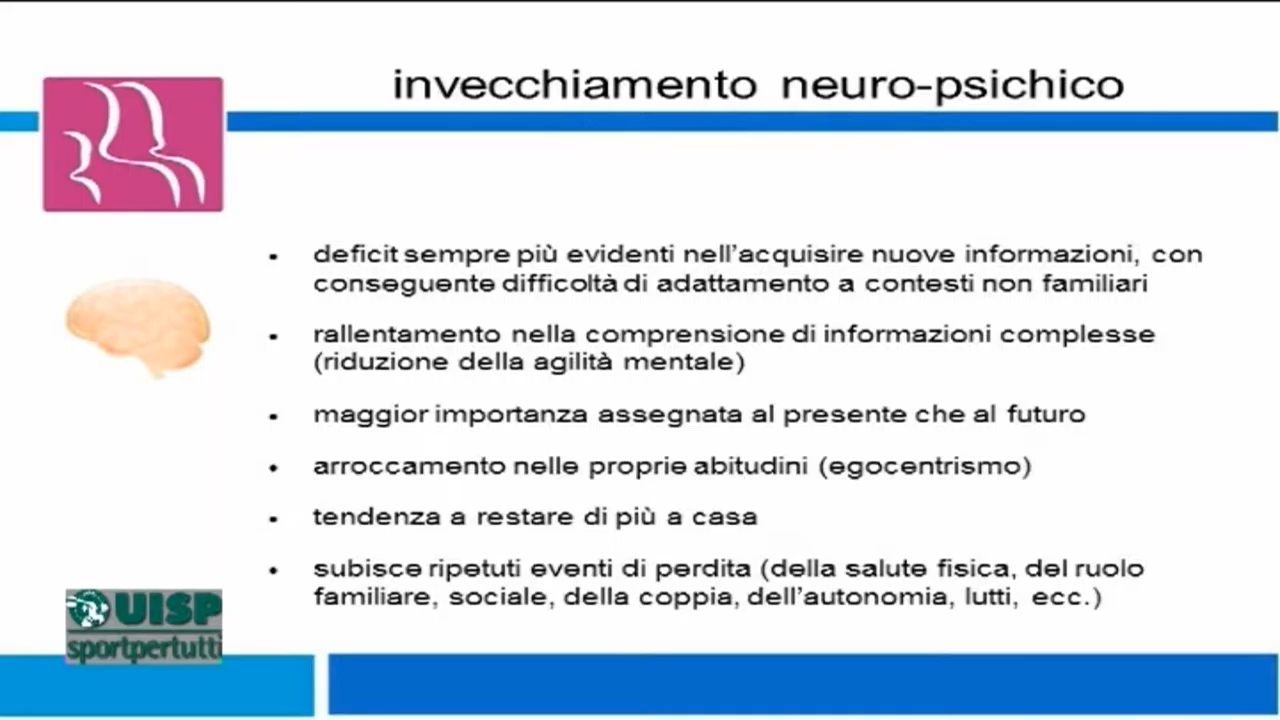 invecchiamento neuro-psichico
• deficit sempre più evidenti nell'acquisire nuove informazioni, con
conseguente difficoltà di adattamento a contesti non familiari
• rallentamento nella comprensione di informazioni complesse
(riduzione della agilità mentale)
• maggior importanza assegnata al presente che al futuro
• arroccamento nelle proprie abitudini (egocentrismo)
• tendenza a restare di più a casa
• subisce ripetuti eventi di perdita (della salute fisica, del ruolo
familiare, sociale, della coppia, dell'autonomia, lutti, ecc.)
UISP
sportpertutti